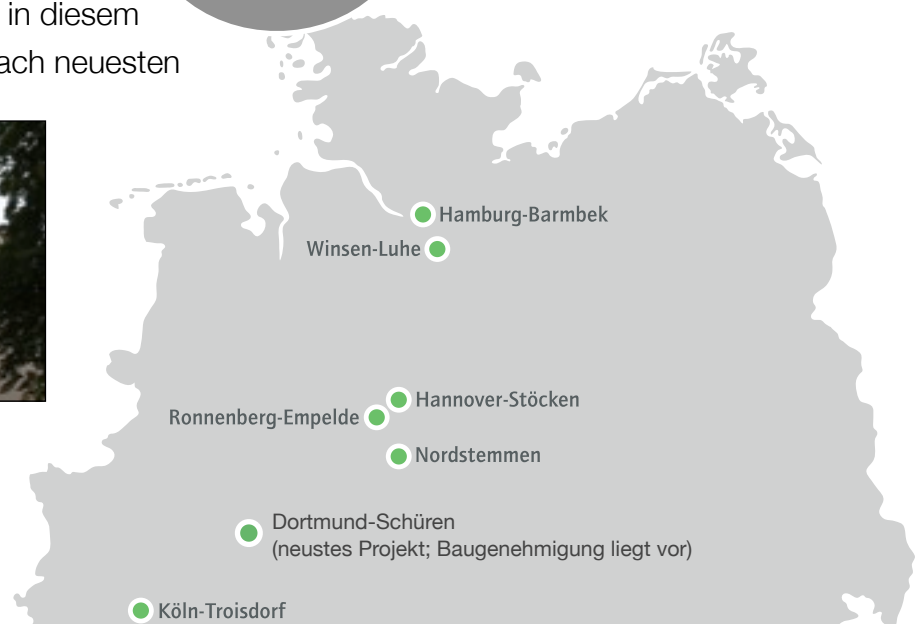 in diesem
ach neuesten
Hamburg-Barmbek
Winsen-Luhe
Hannover-Stöcken
Ronnenberg-Empelde
Nordstemmen
Dortmund-Schüren
(neustes Projekt; Baugenehmigung liegt vor)
Köln-Troisdorf